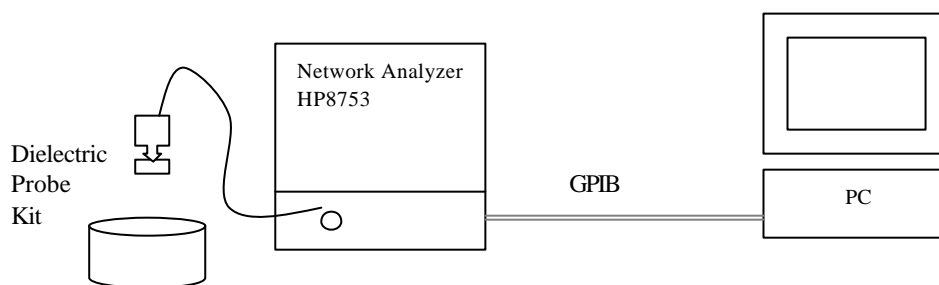 Network Analyzer
HP8753
Dielectric
Probe
Kit
GPIB
PC